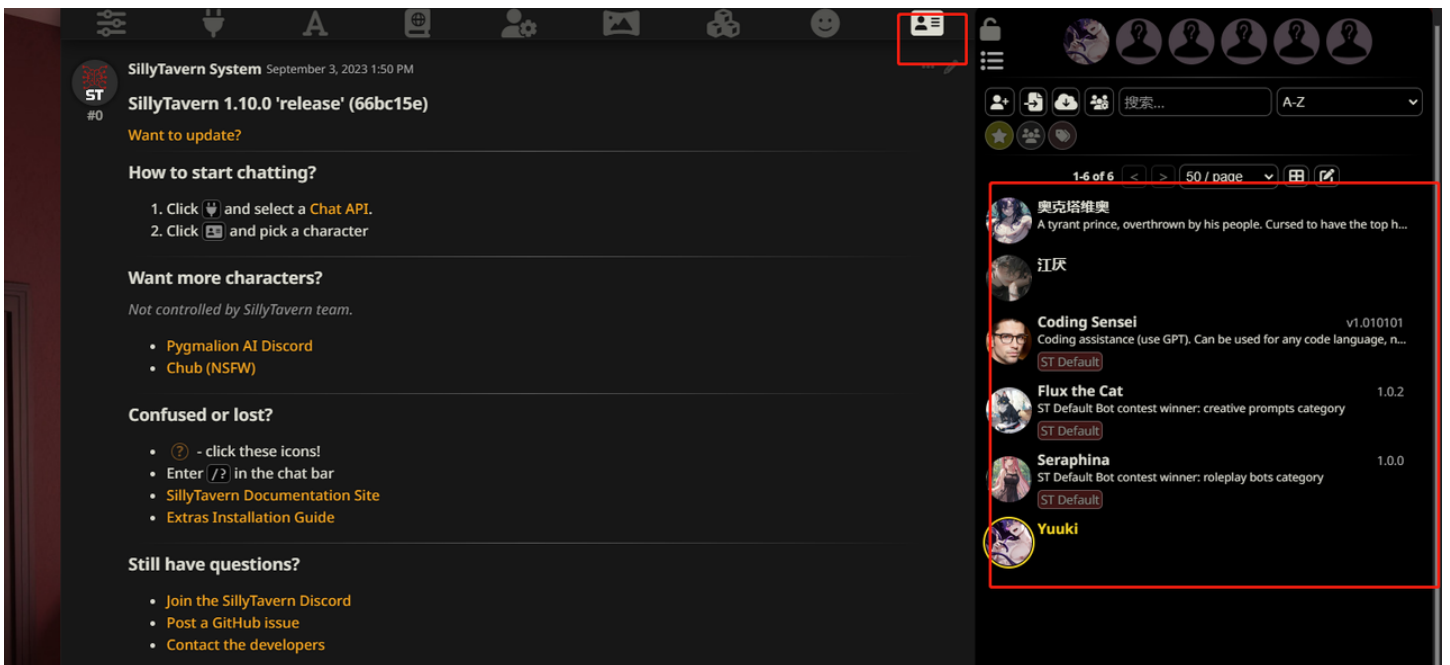 SillyTavern System September 3, 2023 1:50 PM
ST
#0
SillyTavern 1.10.0 'release' (66bc15e)
Want to update?
How to start chatting?
1. Click and select a Chat API.
2. Click and pick a character
Want more characters?
Not controlled by SillyTavern team.
• Pygmalion AI Discord
• Chub (NSFW)
Confused or lost?
• ? - click these icons!
• Enter /? in the chat bar
• SillyTavern Documentation Site
• Extras Installation Guide
Still have questions?
• Join the SillyTavern Discord
• Post a GitHub issue
• Contact the developers
搜索...
A-Z
1-6 of 6 < > 50 / page
奥克塔维奥
A tyrant prince, overthrown by his people. Cursed to have the top h...
江厌
Coding Sensei v1.010101
Coding assistance (use GPT). Can be used for any code language, n...
ST Default
Flux the Cat 1.0.2
ST Default Bot contest winner: creative prompts category
ST Default
Seraphina 1.0.0
ST Default Bot contest winner: roleplay bots category
ST Default
Yuuki